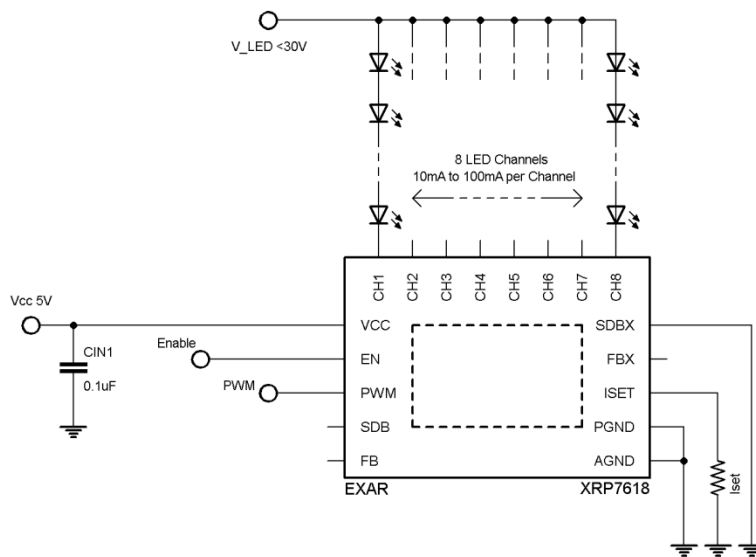 V_LED <30V
8 LED Channels
10mA to 100mA per Channel
CH1
CH2
CH3
CH4
CH5
CH6
CH7
CH8
Vcc 5V
CIN1
0.1uF
Enable
PWM
VCC
EN
PWM
SDB
FB
SDBX
FBX
ISET
PGND
AGND
Iset
EXAR
XRP7618